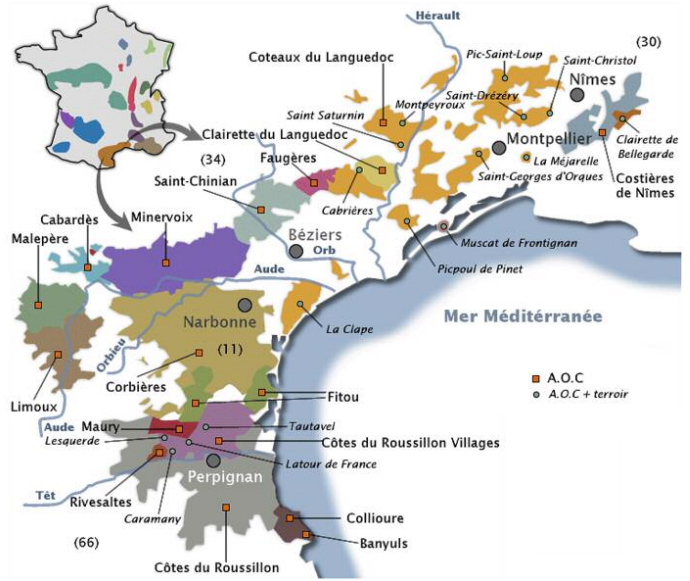 Hérault
(30)
Pic-Saint-Loup
Saint-Christol
Coteaux du Languedoc
Nîmes
Saint-Drézéry
Montpeyroux
Saint Saturnin
Clairette du Languedoc
Montpellier
Clairette de
Bellegarde
(34)
Faugères
La Méjarelle
Saint-Georges d'Orques
Costières
de Nîmes
Saint-Chinian
Cabrières
Cabardès
Minervoix
Malepère
Béziers
Orb
Muscat de Frontignan
Picpoul de Pinet
Aude
Mer Méditérranée
Narbonne
La Clape
Orbieu
(11)
Corbières
A.O.C
A.O.C + terroir
Limoux
Fitou
Aude
Maury
Tautavel
Lesquerde
Côtes du Roussillon Villages
Latour de France
Perpignan
Têt
Rivesaltes
Caramany
Collioure
(66)
Banyuls
Côtes du Roussillon